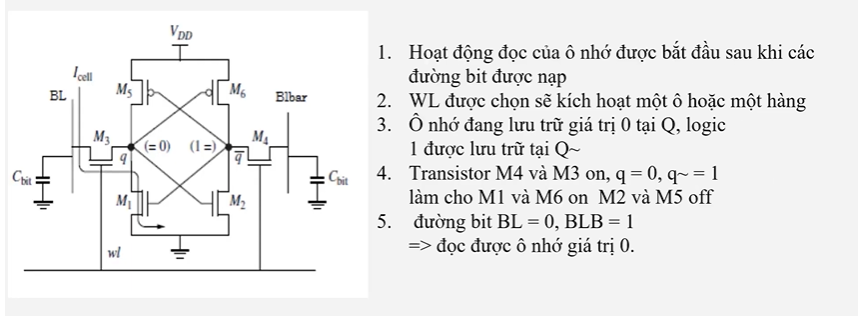 V_DD
I_cell
BL
M₅
M₆
Blbar
M₃
(= 0)
(1 =)
M₄
q
q̅
C_bit
C_bit
M₁
M₂
wl
1. Hoạt động đọc của ô nhớ được bắt đầu sau khi các
đường bit được nạp
2. WL được chọn sẽ kích hoạt một ô hoặc một hàng
3. Ô nhớ đang lưu trữ giá trị 0 tại Q, logic
1 được lưu trữ tại Q~
4. Transistor M4 và M3 on, q = 0, q~ = 1
làm cho M1 và M6 on M2 và M5 off
5. đường bit BL = 0, BLB = 1
=> đọc được ô nhớ giá trị 0.